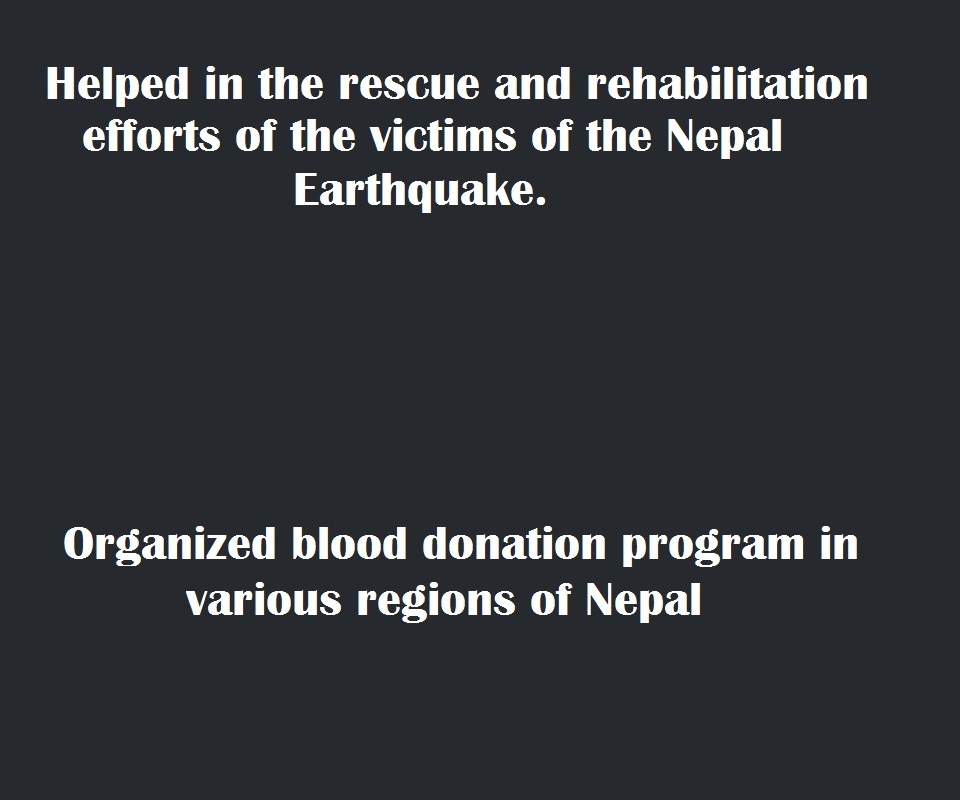 Helped in the rescue and rehabilitation
efforts of the victims of the Nepal
Earthquake.
Organized blood donation program in
various regions of Nepal